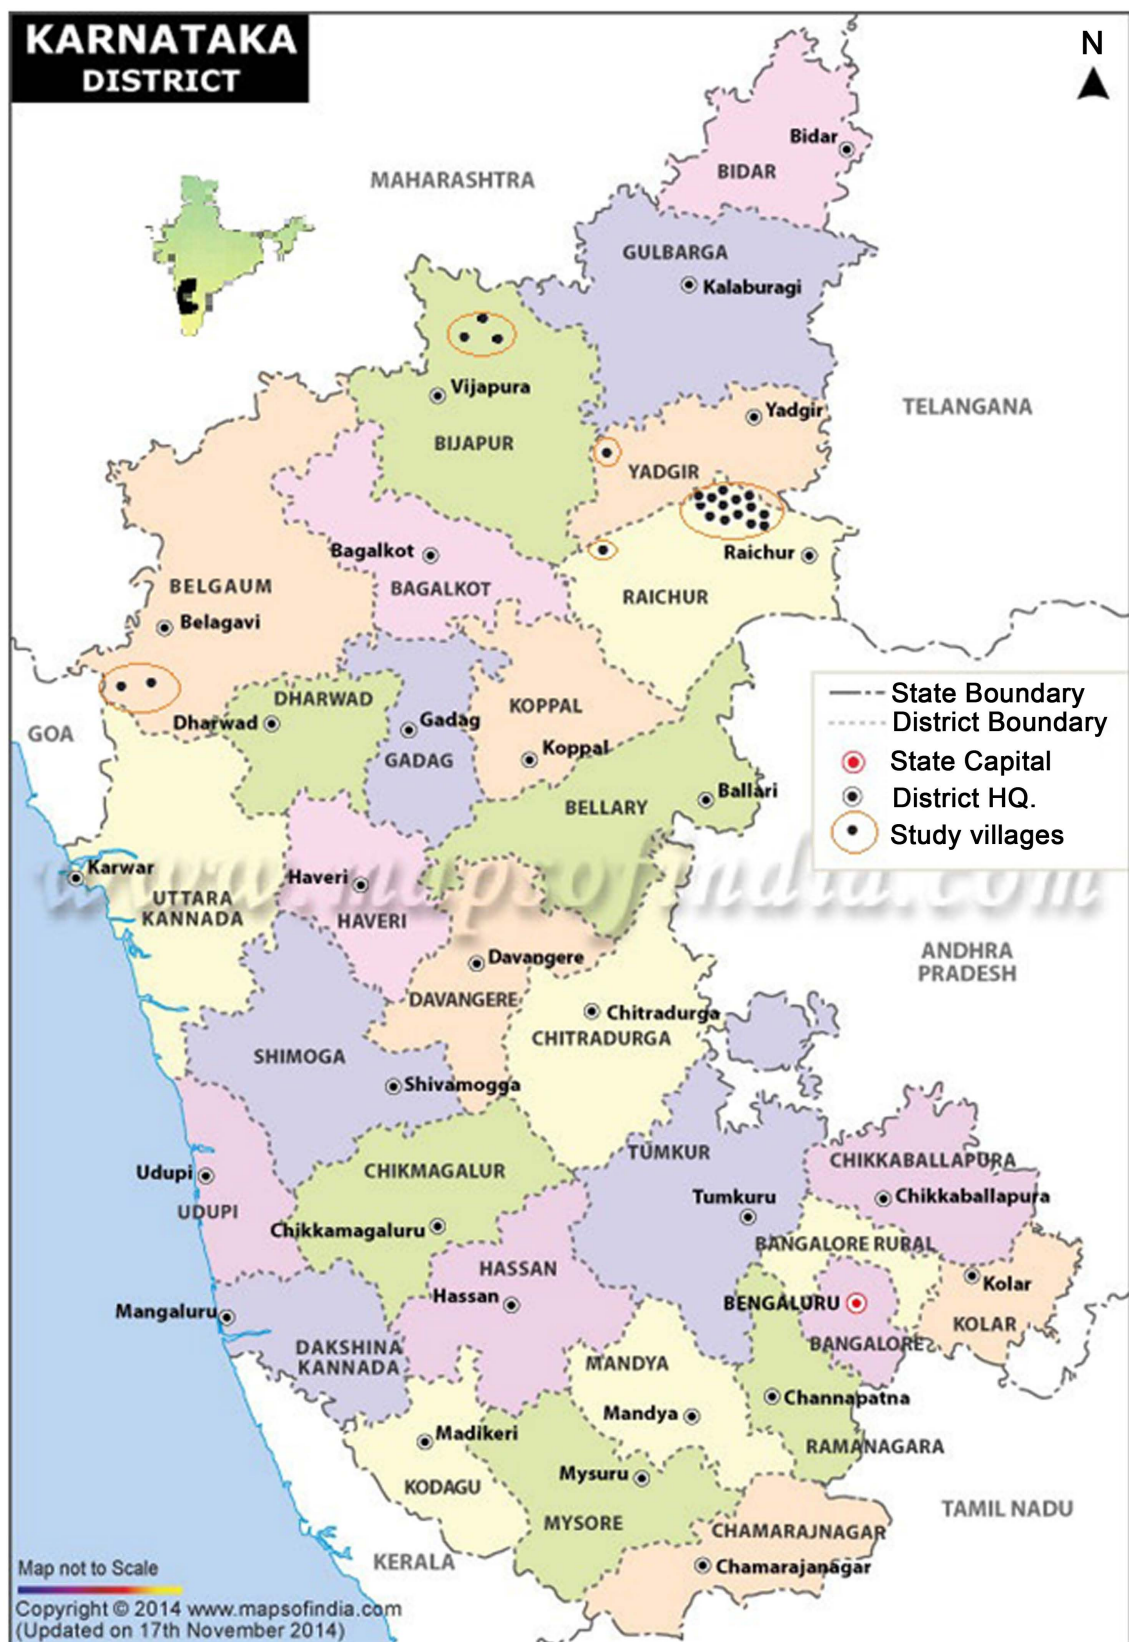 KARNATAKA
DISTRICT
N
Bidar
BIDAR
MAHARASHTRA
GULBARGA
Kalaburagi
Vijapura
BIJAPUR
Yadgir
TELANGANA
YADGIR
Bagalkot
BAGALKOT
Raichur
RAICHUR
BELGAUM
Belagavi
GOA
DHARWAD
Dharwad
Gadag
GADAG
KOPPAL
Koppal
State Boundary
District Boundary
State Capital
District HQ.
Study villages
Ballari
BELLARY
www.mapsofindia.com
Karwar
UTTARA
KANNADA
Haveri
HAVERI
Davangere
DAVANGERE
ANDHRA
PRADESH
Chitradurga
CHITRADURGA
SHIMOGA
Shivamogga
TUMKUR
Tumkuru
CHIKKABALLAPURA
Chikkaballapura
Udupi
UDUPI
CHIKMAGALUR
Chikkamagaluru
BANGALORE RURAL
HASSAN
Hassan
Kolar
KOLAR
BENGALURU
BANGALORE
Mangaluru
DAKSHINA
KANNADA
MANDYA
Mandya
Channapatna
RAMANAGARA
Madikeri
KODAGU
Mysuru
MYSORE
TAMIL NADU
CHAMARAJNAGAR
Chamarajanagar
KERALA
Map not to Scale
Copyright © 2014 www.mapsofindia.com
(Updated on 17th November 2014)